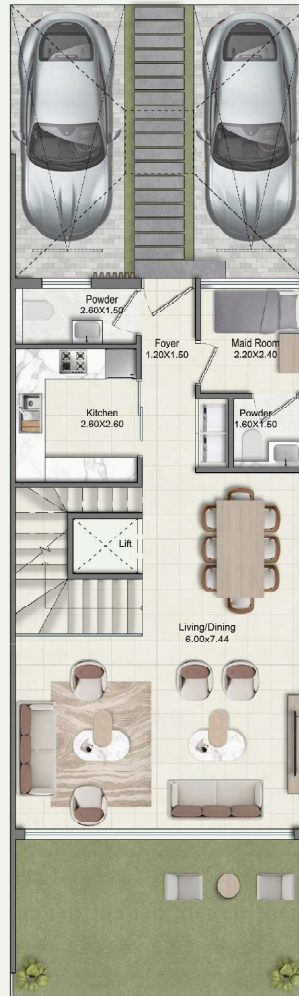 Powder
2.60X1.50
Foyer
1.20X1.50
Maid Room
2.20X2.40
Kitchen
2.60X2.60
Powder
1.60X1.50
Lift
Living/Dining
6.00x7.44